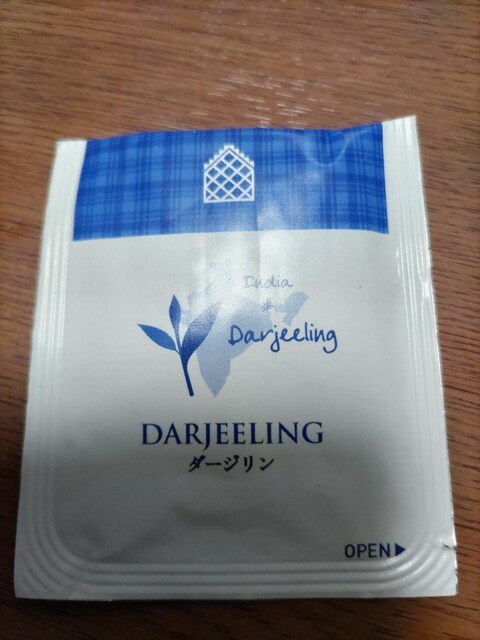 India
*
Darjeeling
DARJEELING
ダージリン
OPEN▶